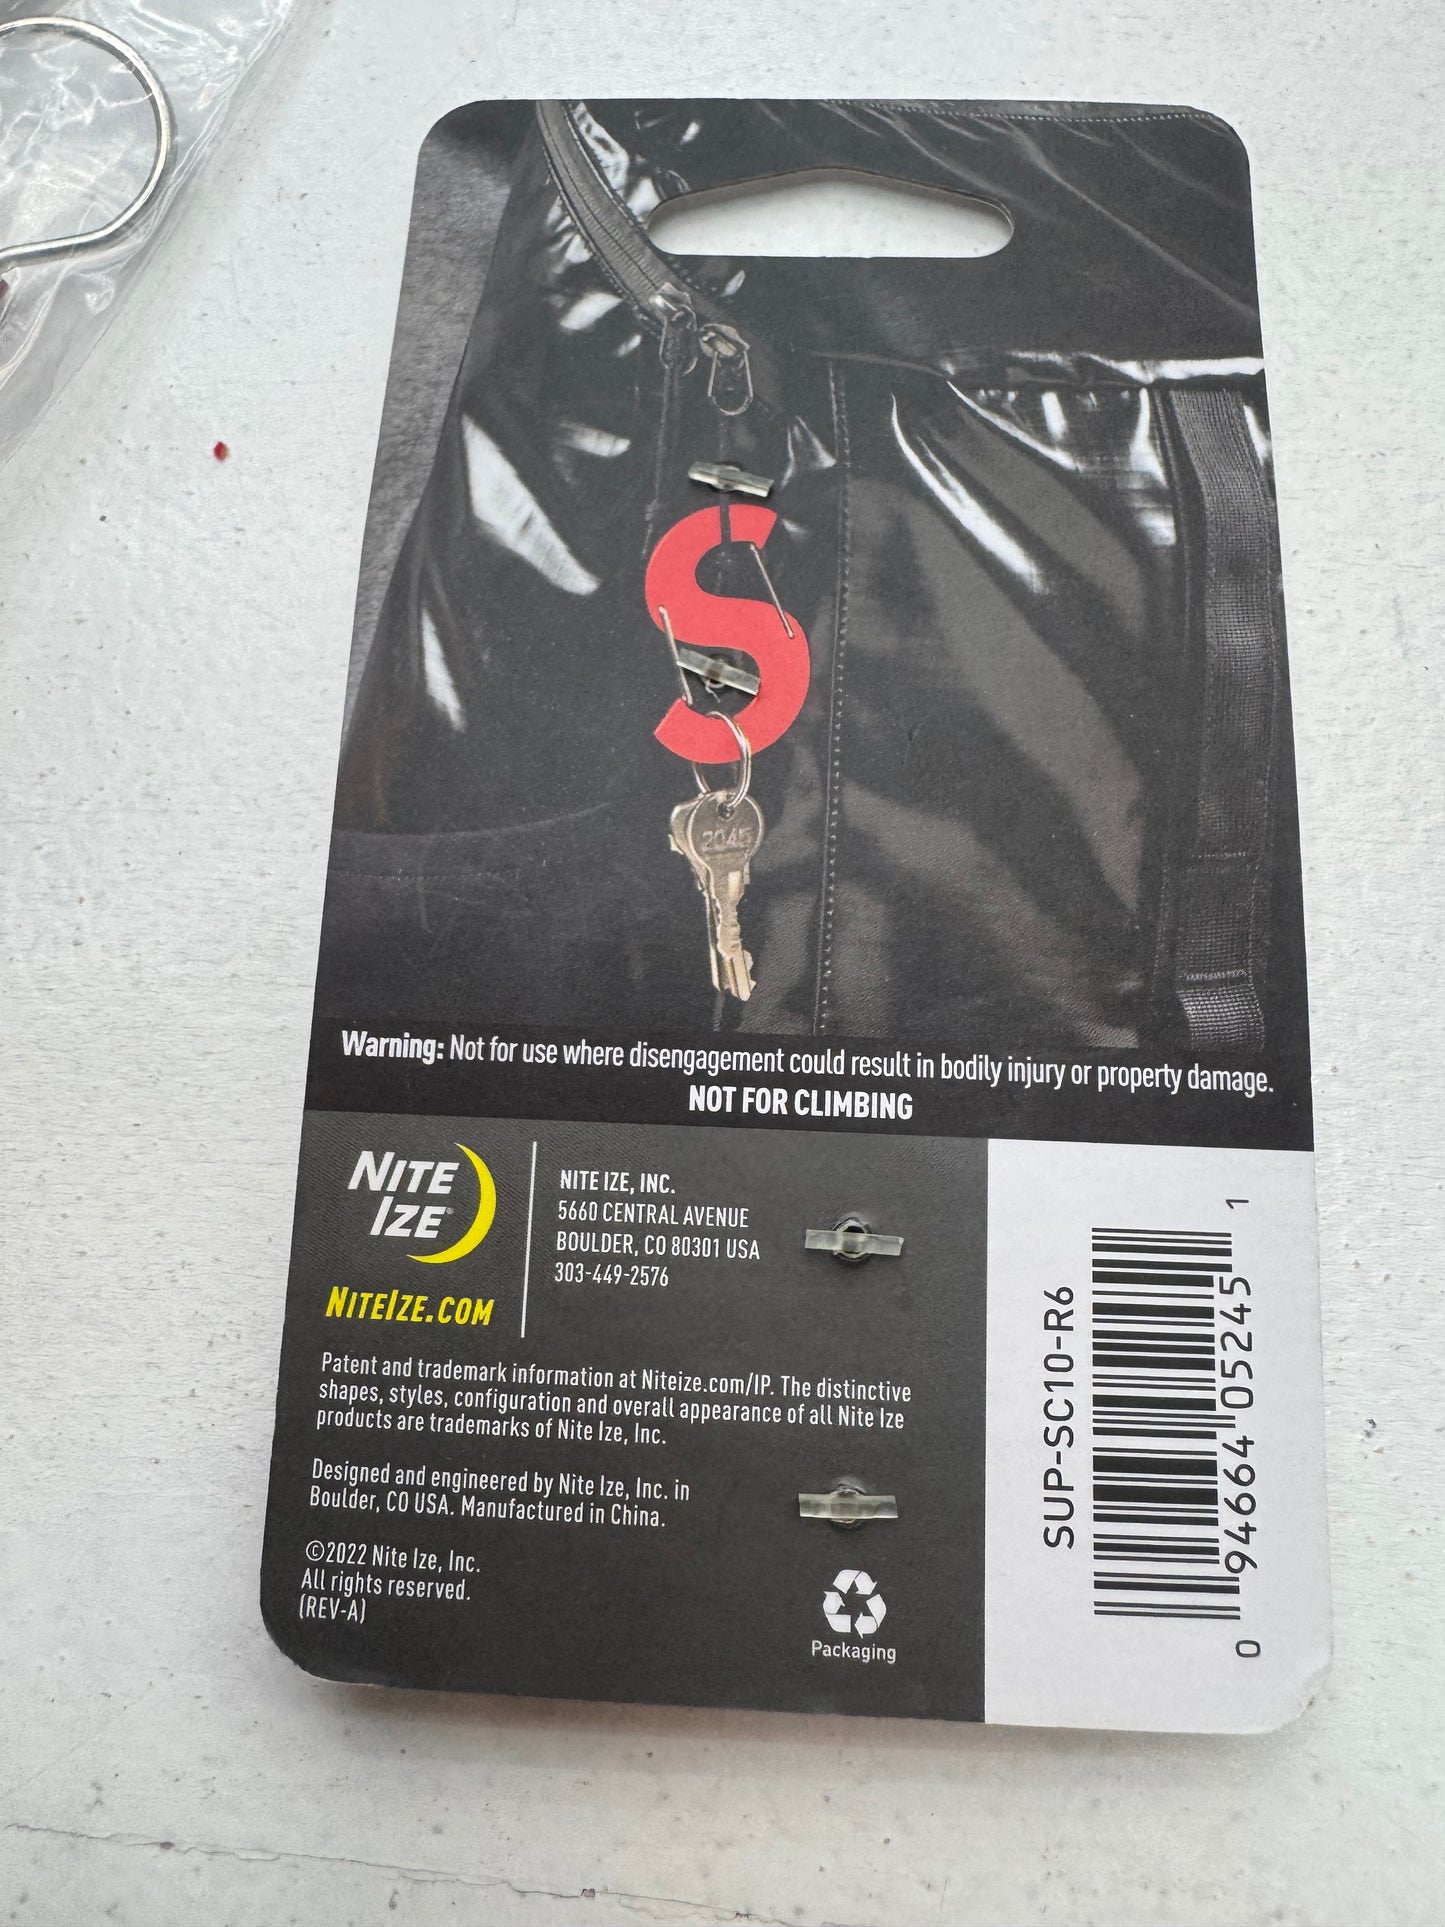 S
2045
Warning: Not for use where disengagement could result in bodily injury or property damage.
NOT FOR CLIMBING
NITE
IZE®
NITEIZE.COM
NITE IZE, INC.
5660 CENTRAL AVENUE
BOULDER, CO 80301 USA
303-449-2576
Patent and trademark information at Niteize.com/IP. The distinctive
shapes, styles, configuration and overall appearance of all Nite Ize
products are trademarks of Nite Ize, Inc.
Designed and engineered by Nite Ize, Inc. in
Boulder, CO USA. Manufactured in China.
©2022 Nite Ize, Inc.
All rights reserved.
(REV-A)
Packaging
SUP-SC10-R6
0 94664 05245 1